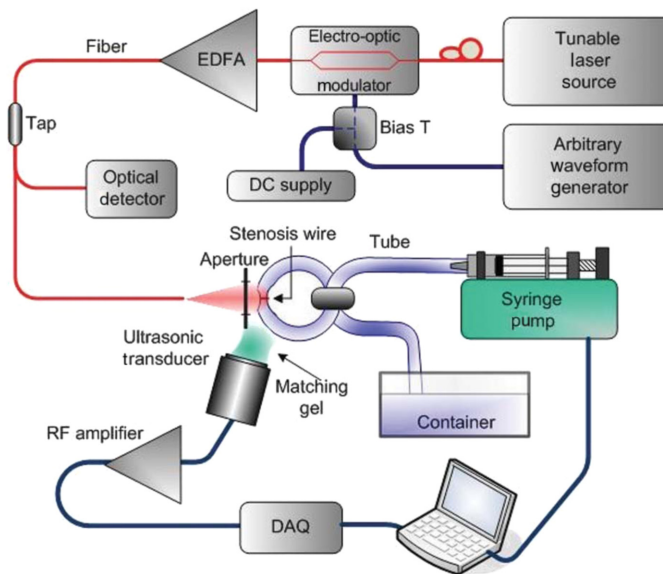 Fiber
EDFA
Electro-optic
modulator
Tunable
laser
source
Tap
Bias T
Optical
detector
DC supply
Arbitrary
waveform
generator
Stenosis wire
Aperture
Tube
Syringe
pump
Ultrasonic
transducer
Matching
gel
Container
RF amplifier
DAQ